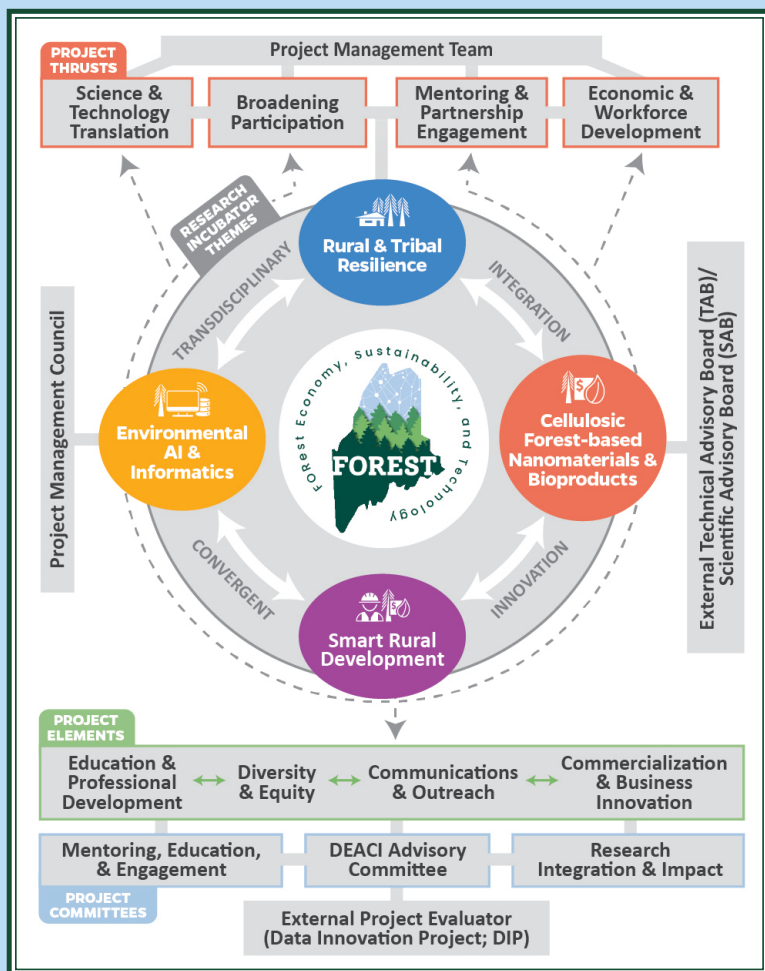 Project Management Team
PROJECT
THRUSTS
Science &
Technology
Translation
Broadening
Participation
Mentoring &
Partnership
Engagement
Economic &
Workforce
Development
RESEARCH
INCUBATOR
THEMES
Rural & Tribal
Resilience
TRANSDISCIPLINARY
INTEGRATION
Project Management Council
External Technical Advisory Board (TAB)/
Scientific Advisory Board (SAB)
Environmental
AI &
Informatics
FORest Economy, Sustainability, and Technology
FOREST
$
Cellulosic
Forest-based
Nanomaterials &
Bioproducts
CONVERGENT
INNOVATION
$
Smart Rural
Development
PROJECT
ELEMENTS
Education &
Professional
Development
Diversity
& Equity
Communications
& Outreach
Commercialization
& Business
Innovation
Mentoring, Education,
& Engagement
DEACI Advisory
Committee
Research
Integration & Impact
PROJECT
COMMITTEES
External Project Evaluator
(Data Innovation Project; DIP)